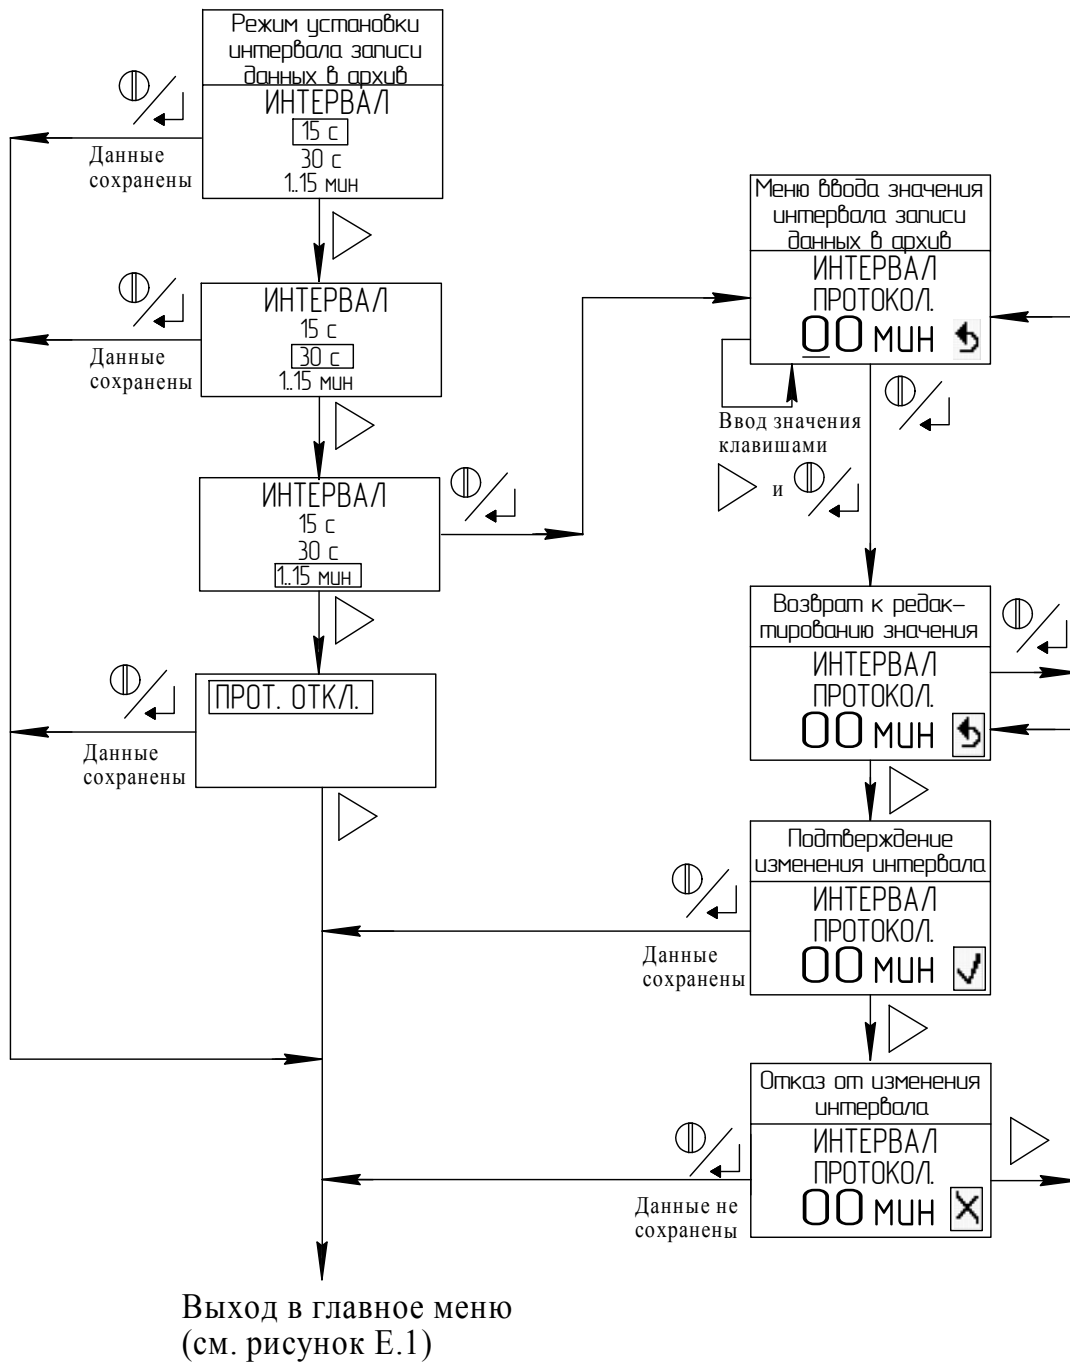 Режим установки
интервала записи
данных в архив
ИНТЕРВАЛ
15 с
30 с
1..15 мин
Данные
сохранены
ИНТЕРВАЛ
15 с
30 с
1..15 мин
Данные
сохранены
ИНТЕРВАЛ
15 с
30 с
1..15 мин
ПРОТ. ОТКЛ.
Данные
сохранены
Меню ввода значения
интервала записи
данных в архив
ИНТЕРВАЛ
ПРОТОКОЛ.
00 мин
Ввод значения
клавишами
и
Возврат к редак–
тированию значения
ИНТЕРВАЛ
ПРОТОКОЛ.
00 мин
Подтверждение
изменения интервала
ИНТЕРВАЛ
ПРОТОКОЛ.
00 мин
Данные
сохранены
Отказ от изменения
интервала
ИНТЕРВАЛ
ПРОТОКОЛ.
00 мин
Данные не
сохранены
Выход в главное меню
(см. рисунок Е.1)